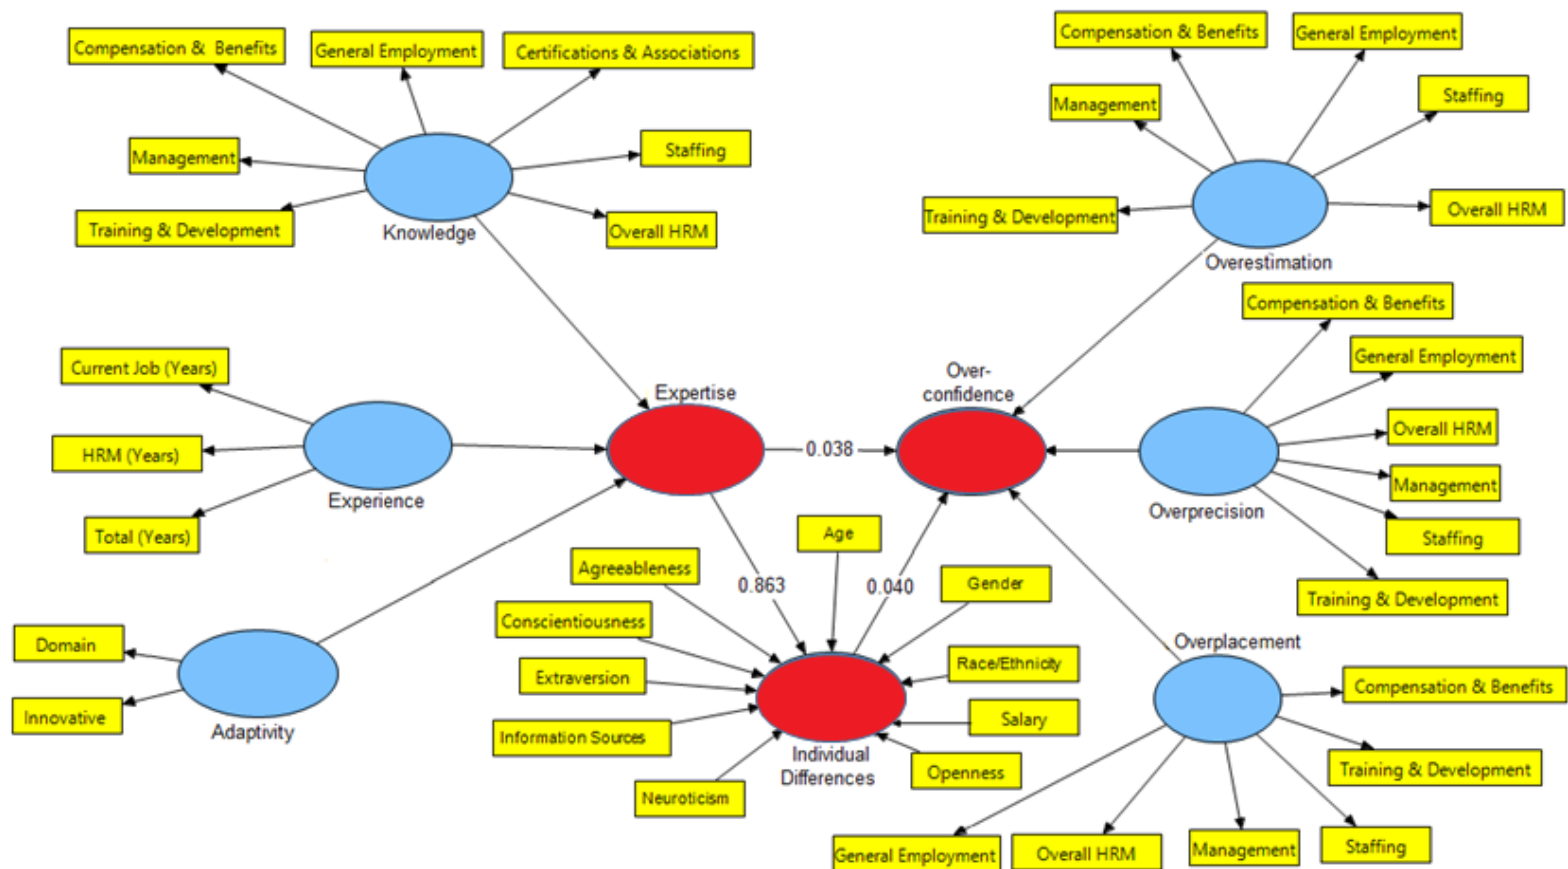 Compensation & Benefits
General Employment
Certifications & Associations
Management
Staffing
Training & Development
Overall HRM
Knowledge
Compensation & Benefits
General Employment
Management
Staffing
Training & Development
Overall HRM
Overestimation
Current Job (Years)
HRM (Years)
Total (Years)
Experience
Expertise
0.038
Over-
confidence
Compensation & Benefits
General Employment
Overall HRM
Management
Staffing
Training & Development
Overprecision
Domain
Innovative
Adaptivity
0.863
0.040
Age
Agreeableness
Gender
Conscientiousness
Race/Ethnicity
Extraversion
Salary
Information Sources
Openness
Neuroticism
Individual
Differences
Overplacement
Compensation & Benefits
Training & Development
General Employment
Overall HRM
Management
Staffing